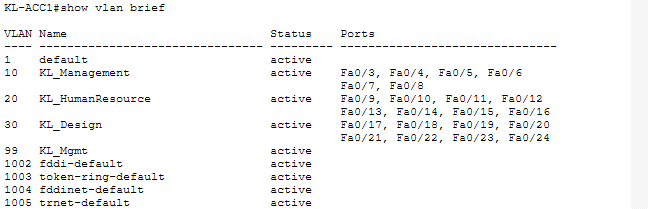 KL-ACC1#show vlan brief
VLAN Name                             Status    Ports
---- -------------------------------- --------- -------------------------------
1    default                          active
10   KL_Management                    active    Fa0/3, Fa0/4, Fa0/5, Fa0/6
                                                Fa0/7, Fa0/8
20   KL_HumanResource                 active    Fa0/9, Fa0/10, Fa0/11, Fa0/12
                                                Fa0/13, Fa0/14, Fa0/15, Fa0/16
30   KL_Design                        active    Fa0/17, Fa0/18, Fa0/19, Fa0/20
                                                Fa0/21, Fa0/22, Fa0/23, Fa0/24
99   KL_Mgmt                          active
1002 fddi-default                     active
1003 token-ring-default               active
1004 fddinet-default                  active
1005 trnet-default                    active